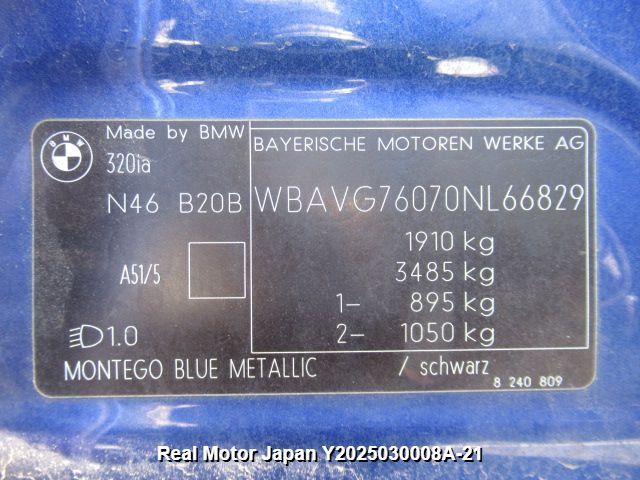 BMW
Made by BMW
320ia
N46 B20B
A51/5
1.0
BAYERISCHE MOTOREN WERKE AG
WBAVG76070NL66829
1910 kg
3485 kg
1- 895 kg
2- 1050 kg
MONTEGO BLUE METALLIC / schwarz
8 240 809
Real Motor Japan Y2025030008A-21